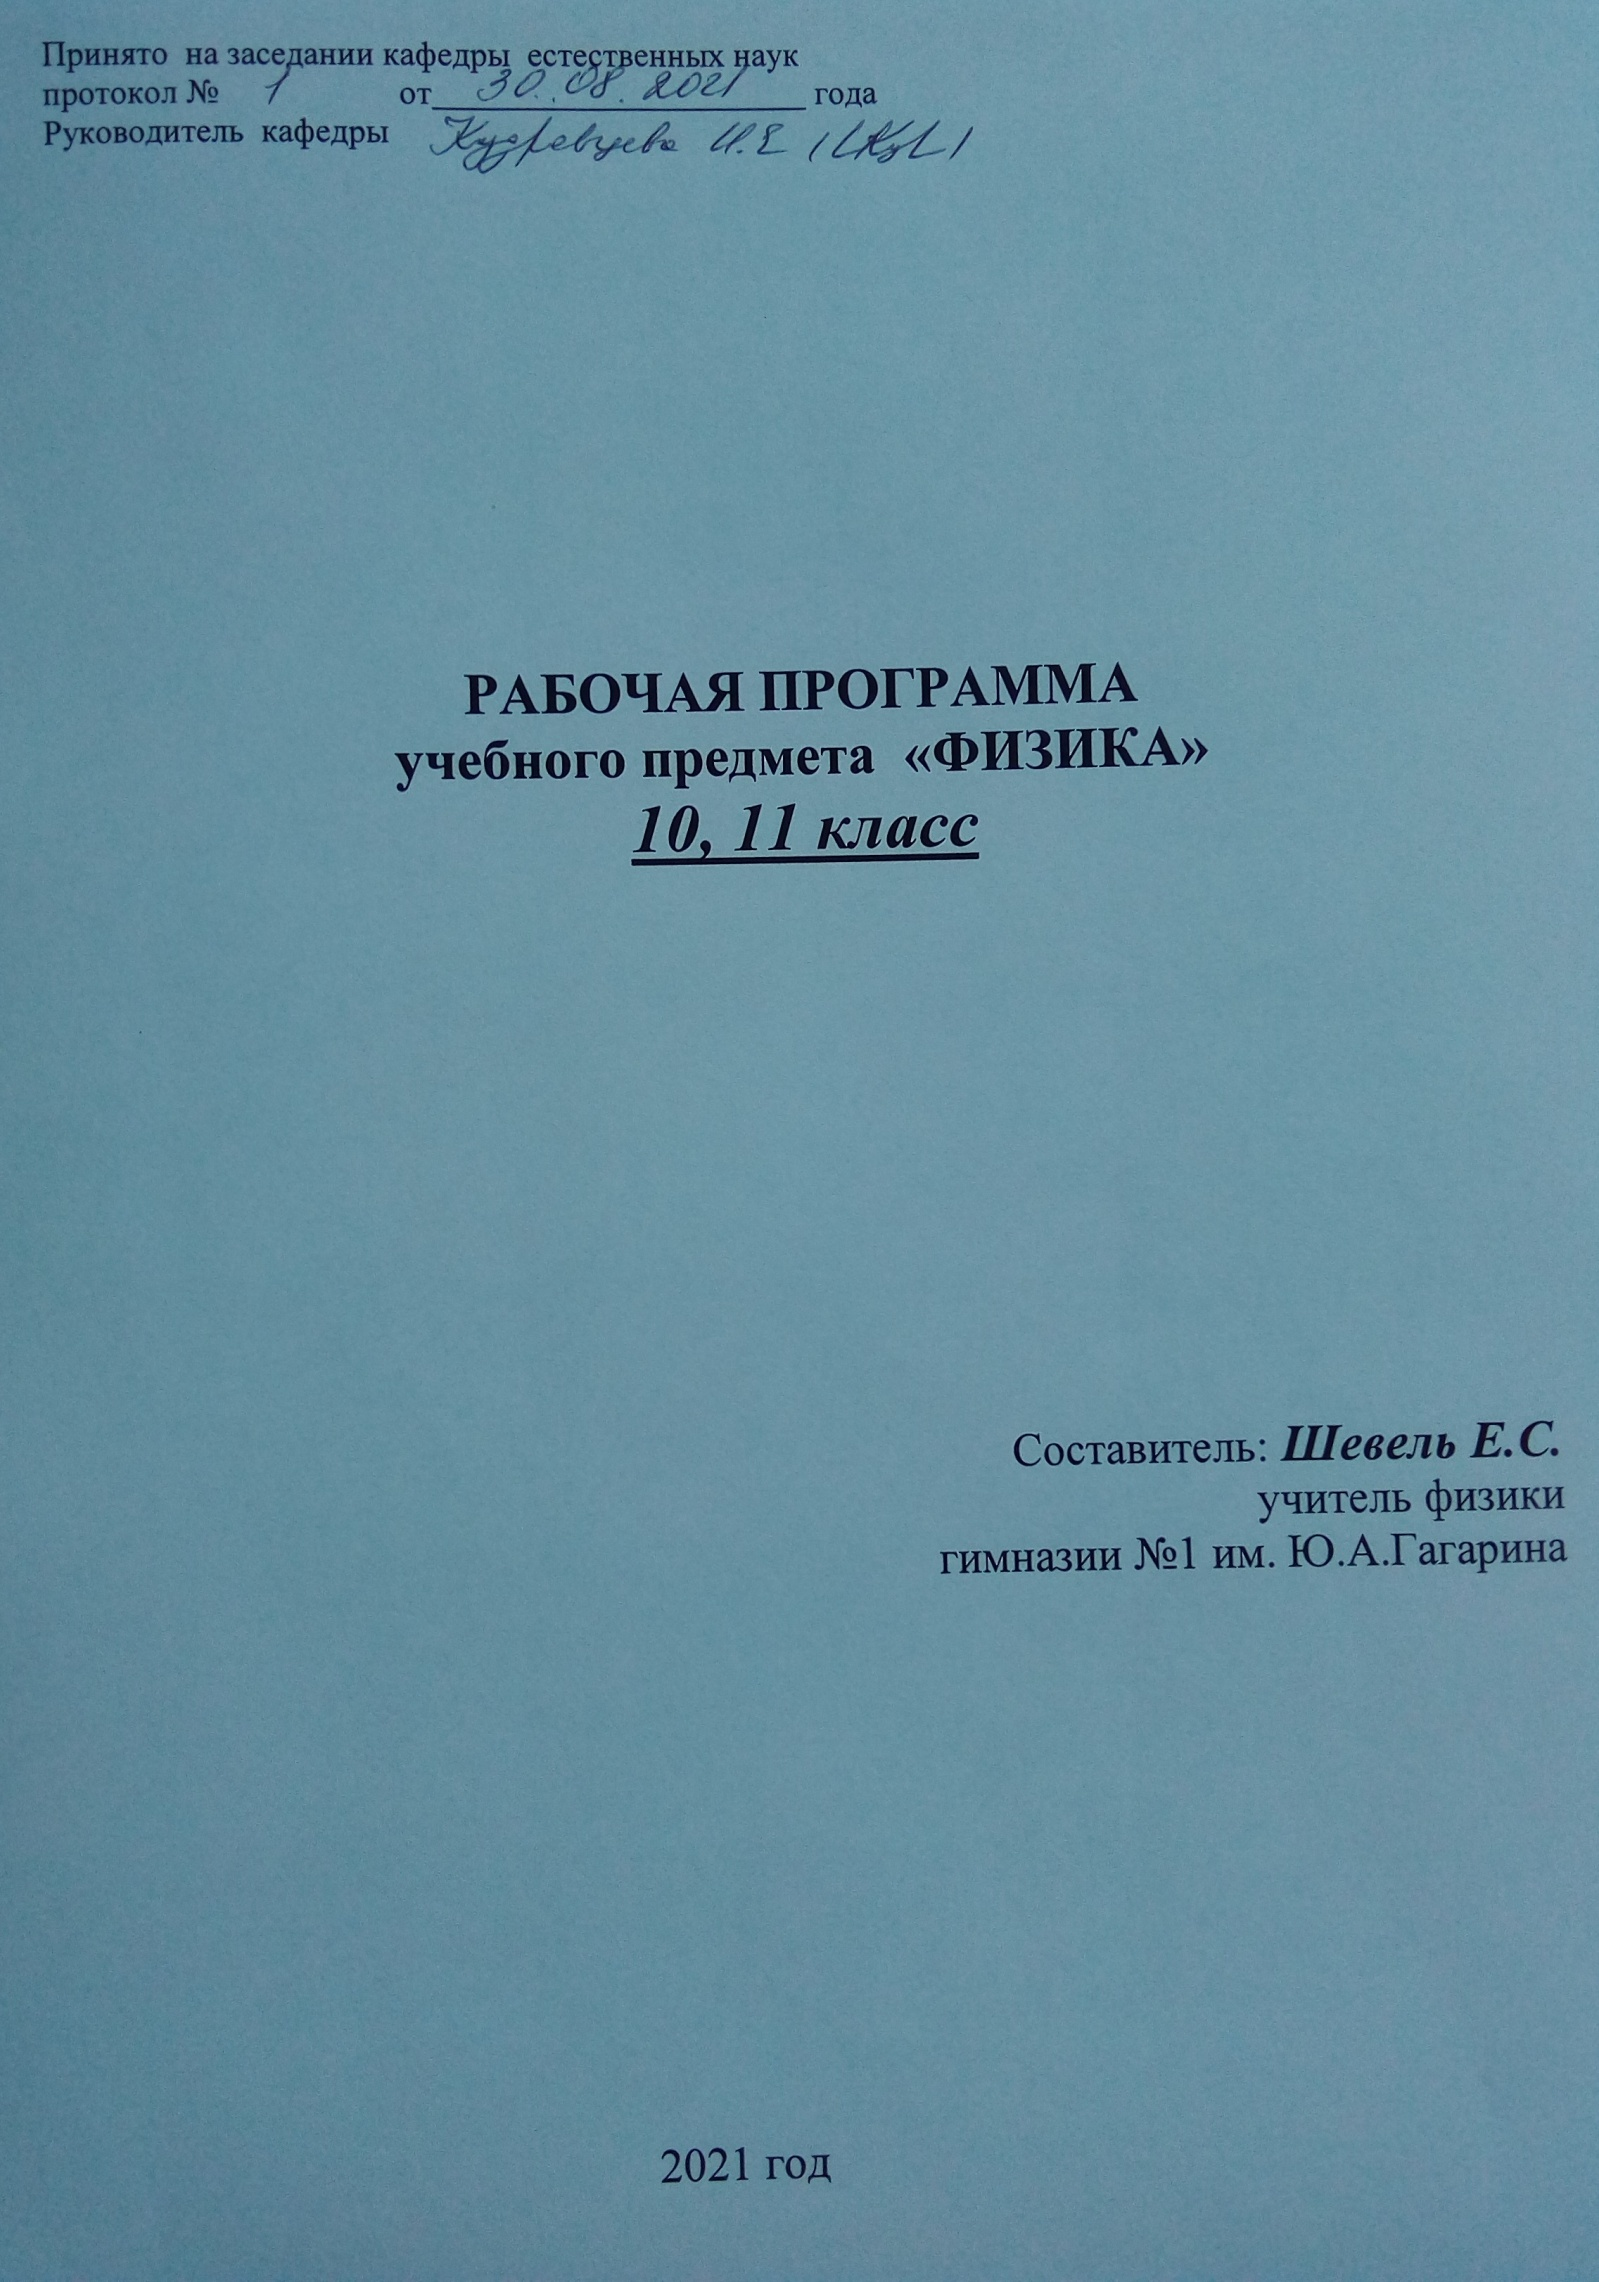 Принято на заседании кафедры естественных наук
протокол № 1 от 30.08.2021 года
Руководитель кафедры Кудревцева И.Е
РАБОЧАЯ ПРОГРАММА
учебного предмета «ФИЗИКА»
10, 11 класс
Составитель: Шевель Е.С.
учитель физики
гимназии №1 им. Ю.А.Гагарина
2021 год